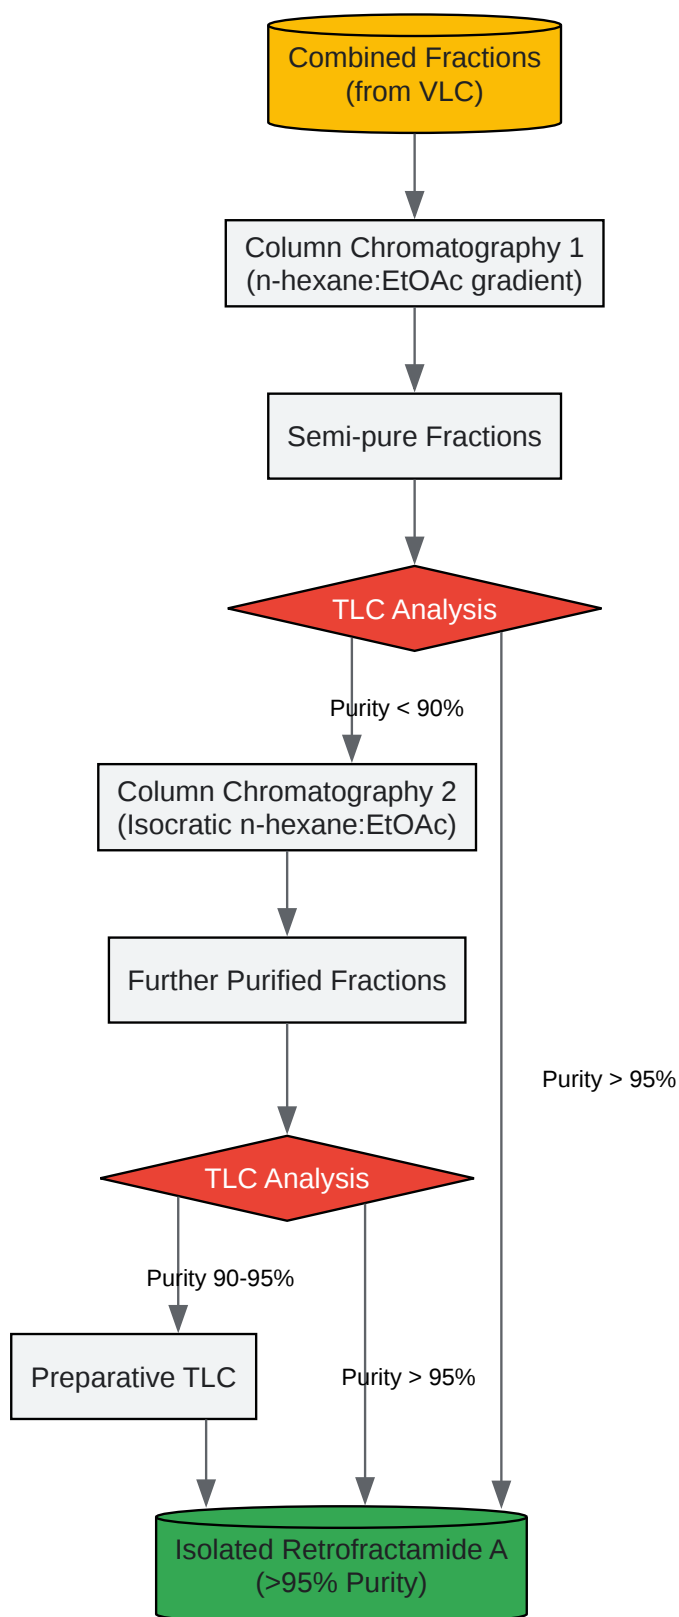 Combined Fractions
(from VLC)
Column Chromatography 1
(n-hexane:EtOAc gradient)
Semi-pure Fractions
TLC Analysis
Purity < 90%
Column Chromatography 2
(Isocratic n-hexane:EtOAc)
Further Purified Fractions
Purity > 95%
TLC Analysis
Purity 90-95%
Preparative TLC
Purity > 95%
Isolated Retrofractamide A
(>95% Purity)